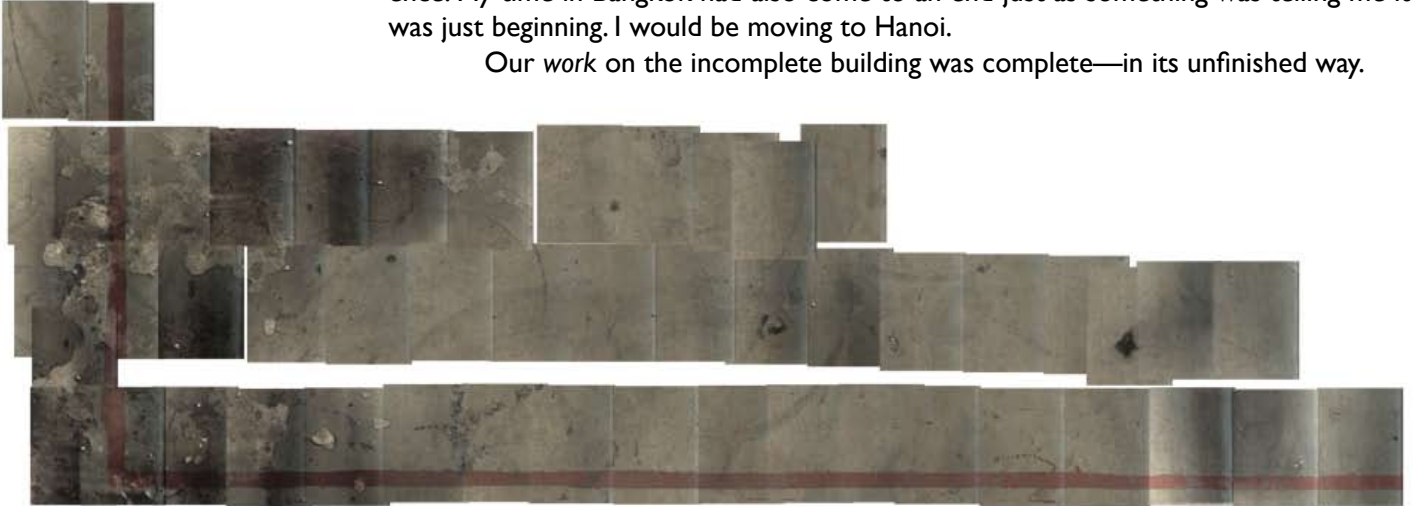 My time in Bangkok had also come to an end just as something was telling me it
was just beginning. I would be moving to Hanoi.
Our work on the incomplete building was complete—in its unfinished way.